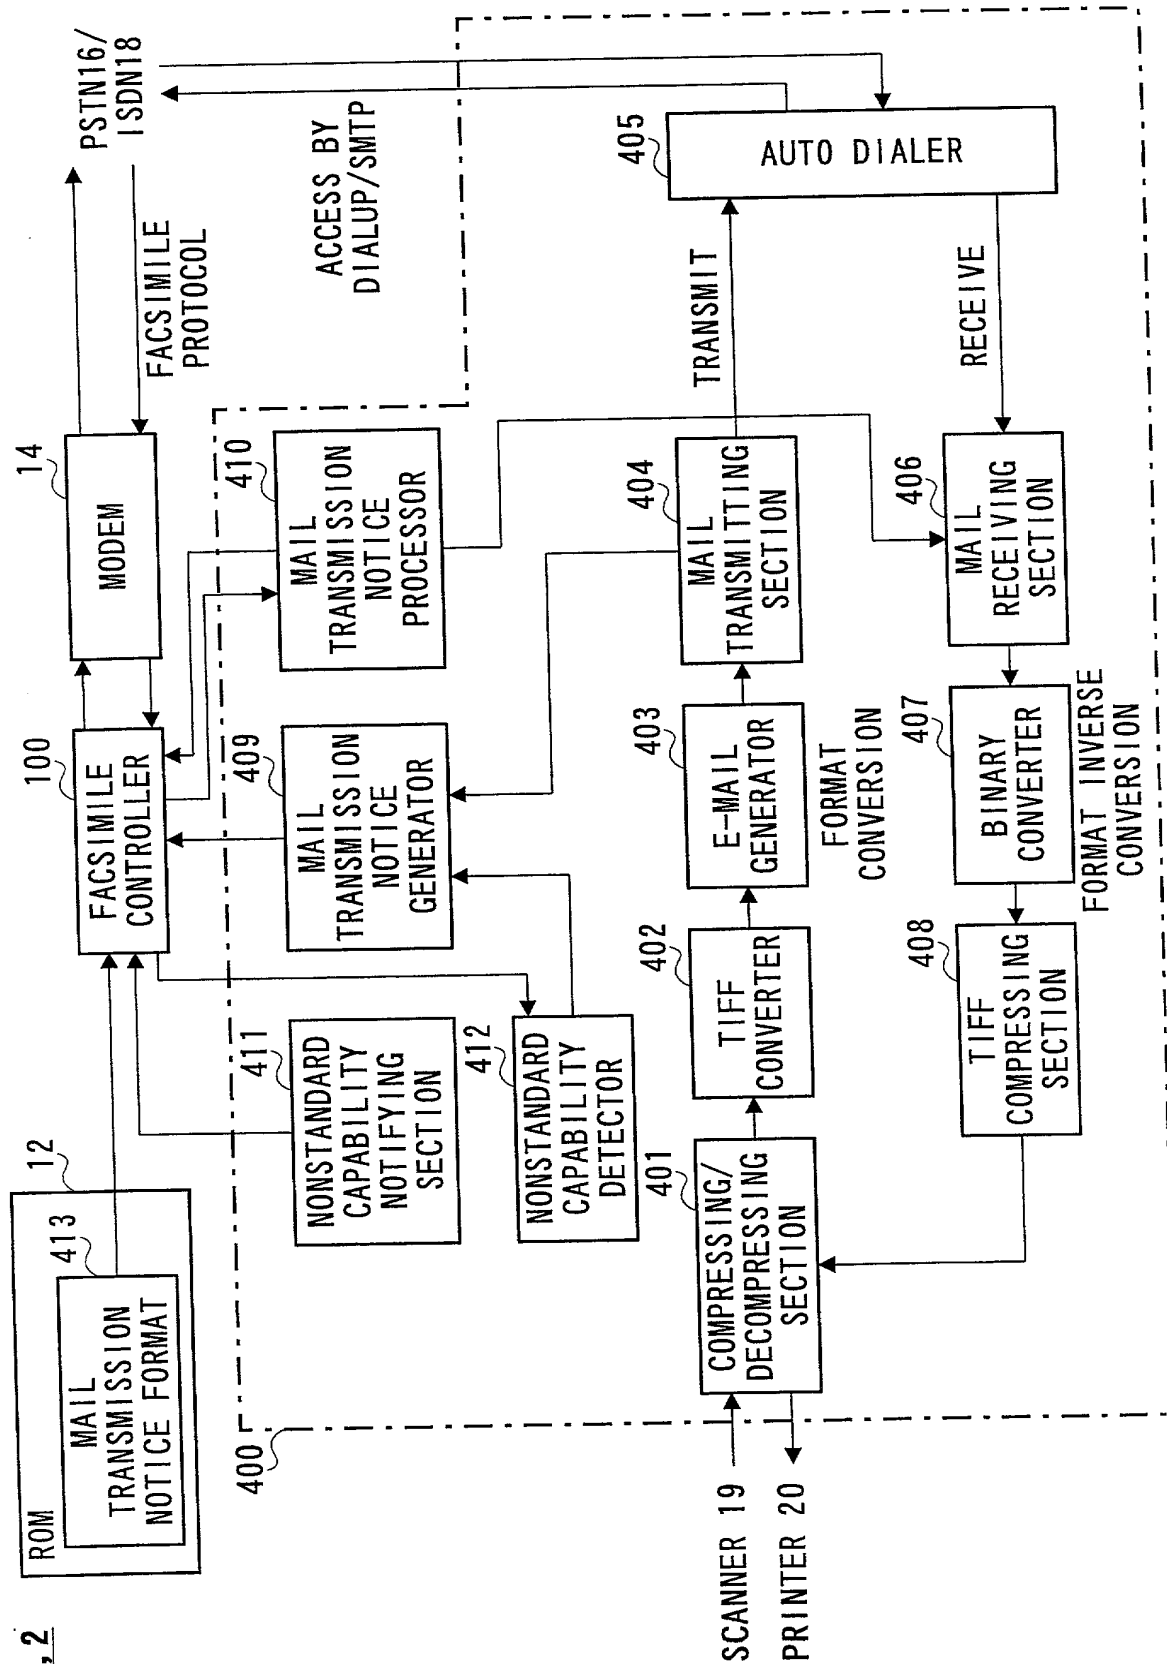 ,2
ROM
MAIL
TRANSMISSION
NOTICE FORMAT
413
12
FACSIMILE
CONTROLLER
100
MODEM
14
PSTN16/
ISDN18
FACSIMILE
PROTOCOL
ACCESS BY
DIALUP/SMTP
400
NONSTANDARD
CAPABILITY
NOTIFYING
SECTION
411
NONSTANDARD
CAPABILITY
DETECTOR
412
MAIL
TRANSMISSION
NOTICE
GENERATOR
409
MAIL
TRANSMISSION
NOTICE
PROCESSOR
410
SCANNER 19
PRINTER 20
COMPRESSING/
DECOMPRESSING
SECTION
401
TIFF
CONVERTER
402
E-MAIL
GENERATOR
403
FORMAT
CONVERSION
MAIL
TRANSMITTING
SECTION
404
TRANSMIT
AUTO DIALER
405
RECEIVE
MAIL
RECEIVING
SECTION
406
BINARY
CONVERTER
407
FORMAT INVERSE
CONVERSION
TIFF
COMPRESSING
SECTION
408